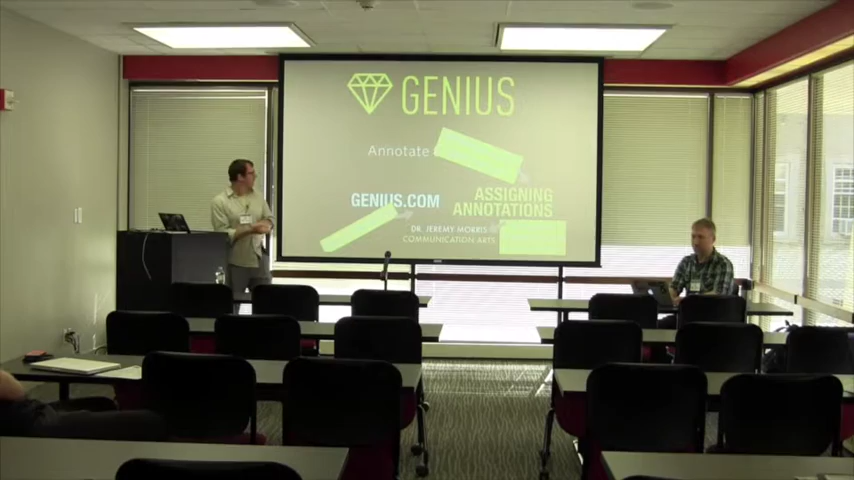 GENIUS
Annotate
GENIUS.COM
ASSIGNING
ANNOTATIONS
DR. JEREMY MORRIS
COMMUNICATION ARTS